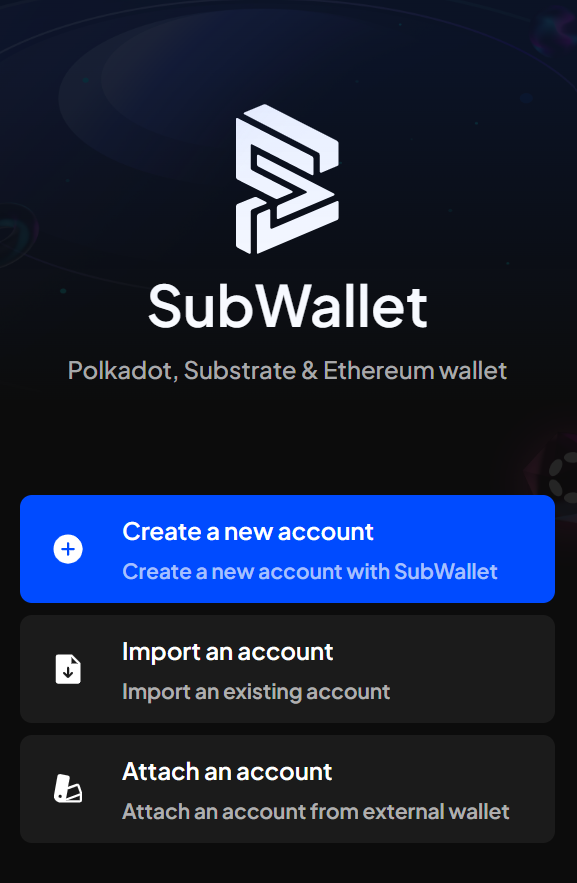 SubWallet
Polkadot, Substrate & Ethereum wallet
Create a new account
Create a new account with SubWallet
Import an account
Import an existing account
Attach an account
Attach an account from external wallet